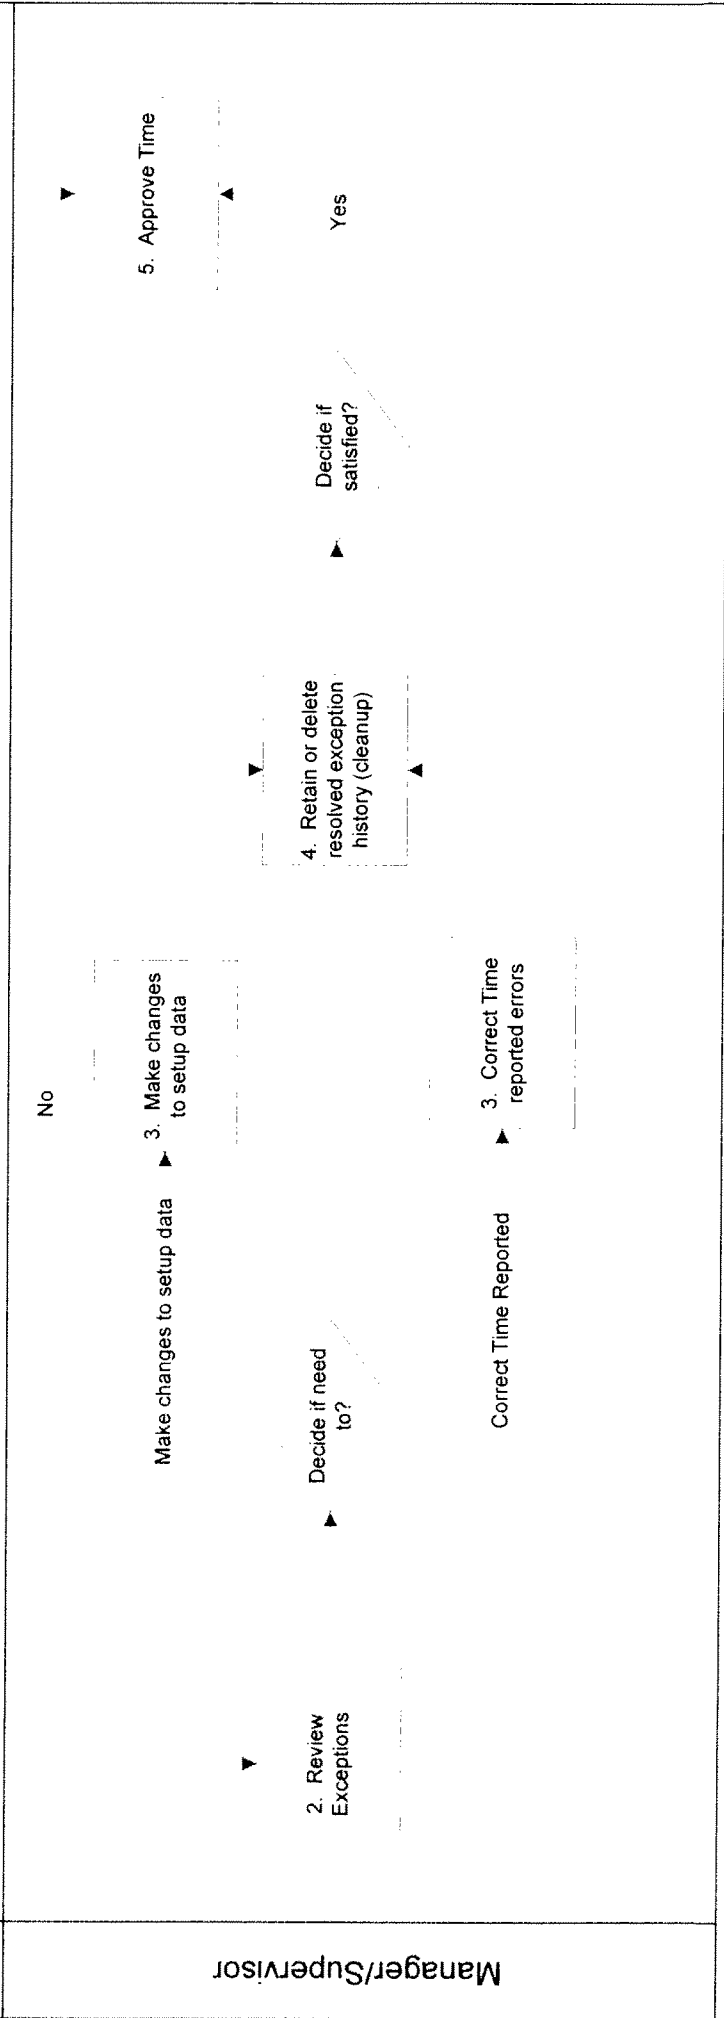 Manager/Supervisor
2. Review
Exceptions
Decide if need
to?
Make changes to setup data
Correct Time Reported
No
3. Make changes
to setup data
3. Correct Time
reported errors
4. Retain or delete
resolved exception
history (cleanup)
Decide if
satisfied?
Yes
5. Approve Time